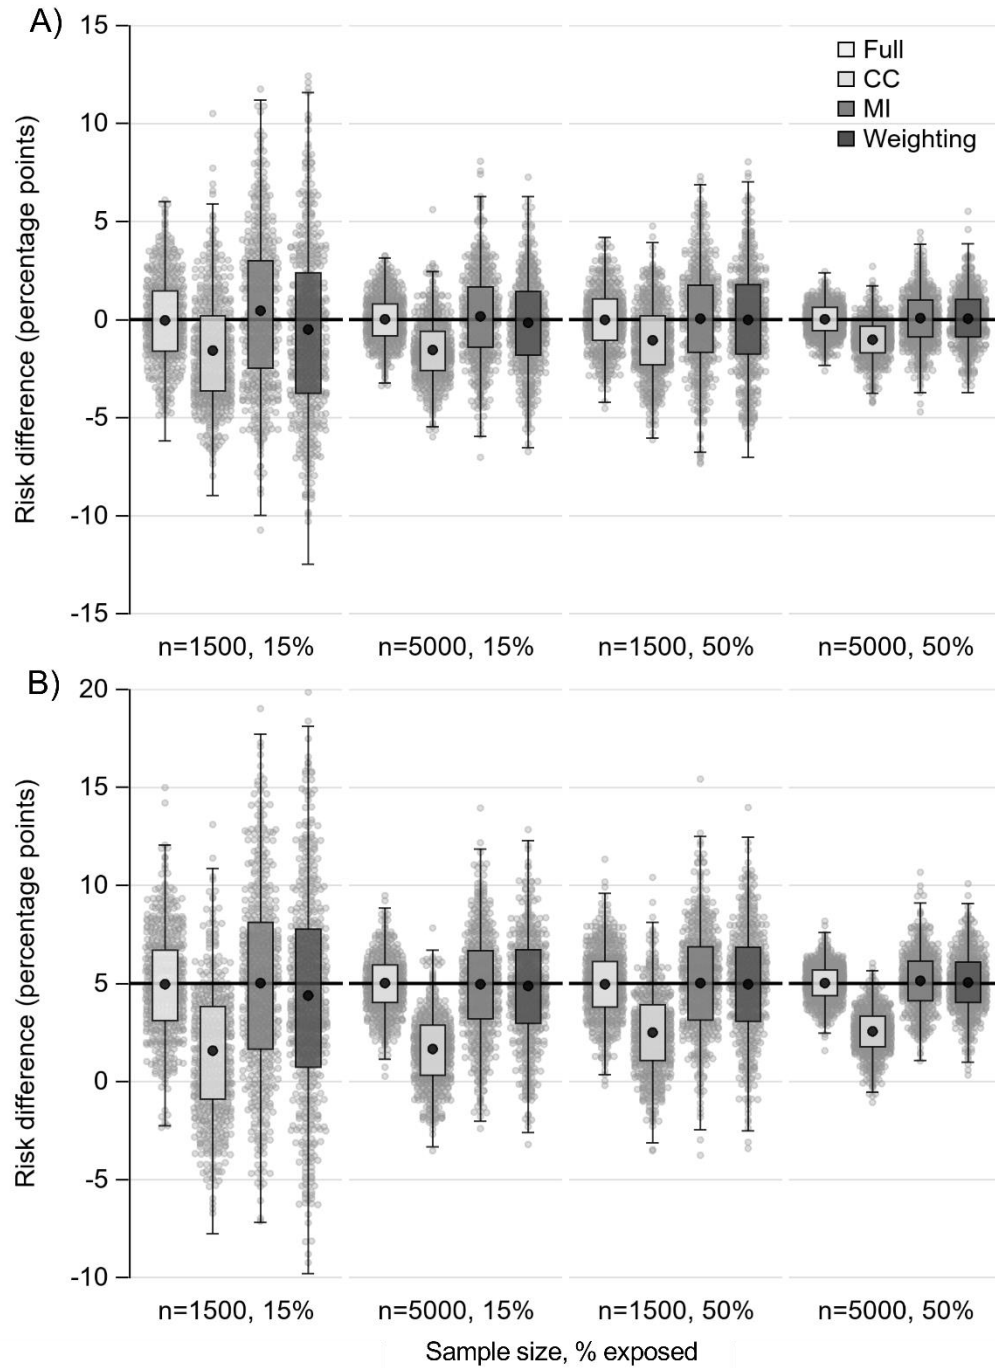 A)
Risk difference (percentage points)
15
10
5
0
-5
-10
-15
Full
CC
MI
Weighting
n=1500, 15%
n=5000, 15%
n=1500, 50%
n=5000, 50%
B)
Risk difference (percentage points)
20
15
10
5
0
-5
-10
n=1500, 15%
n=5000, 15%
n=1500, 50%
n=5000, 50%
Sample size, % exposed